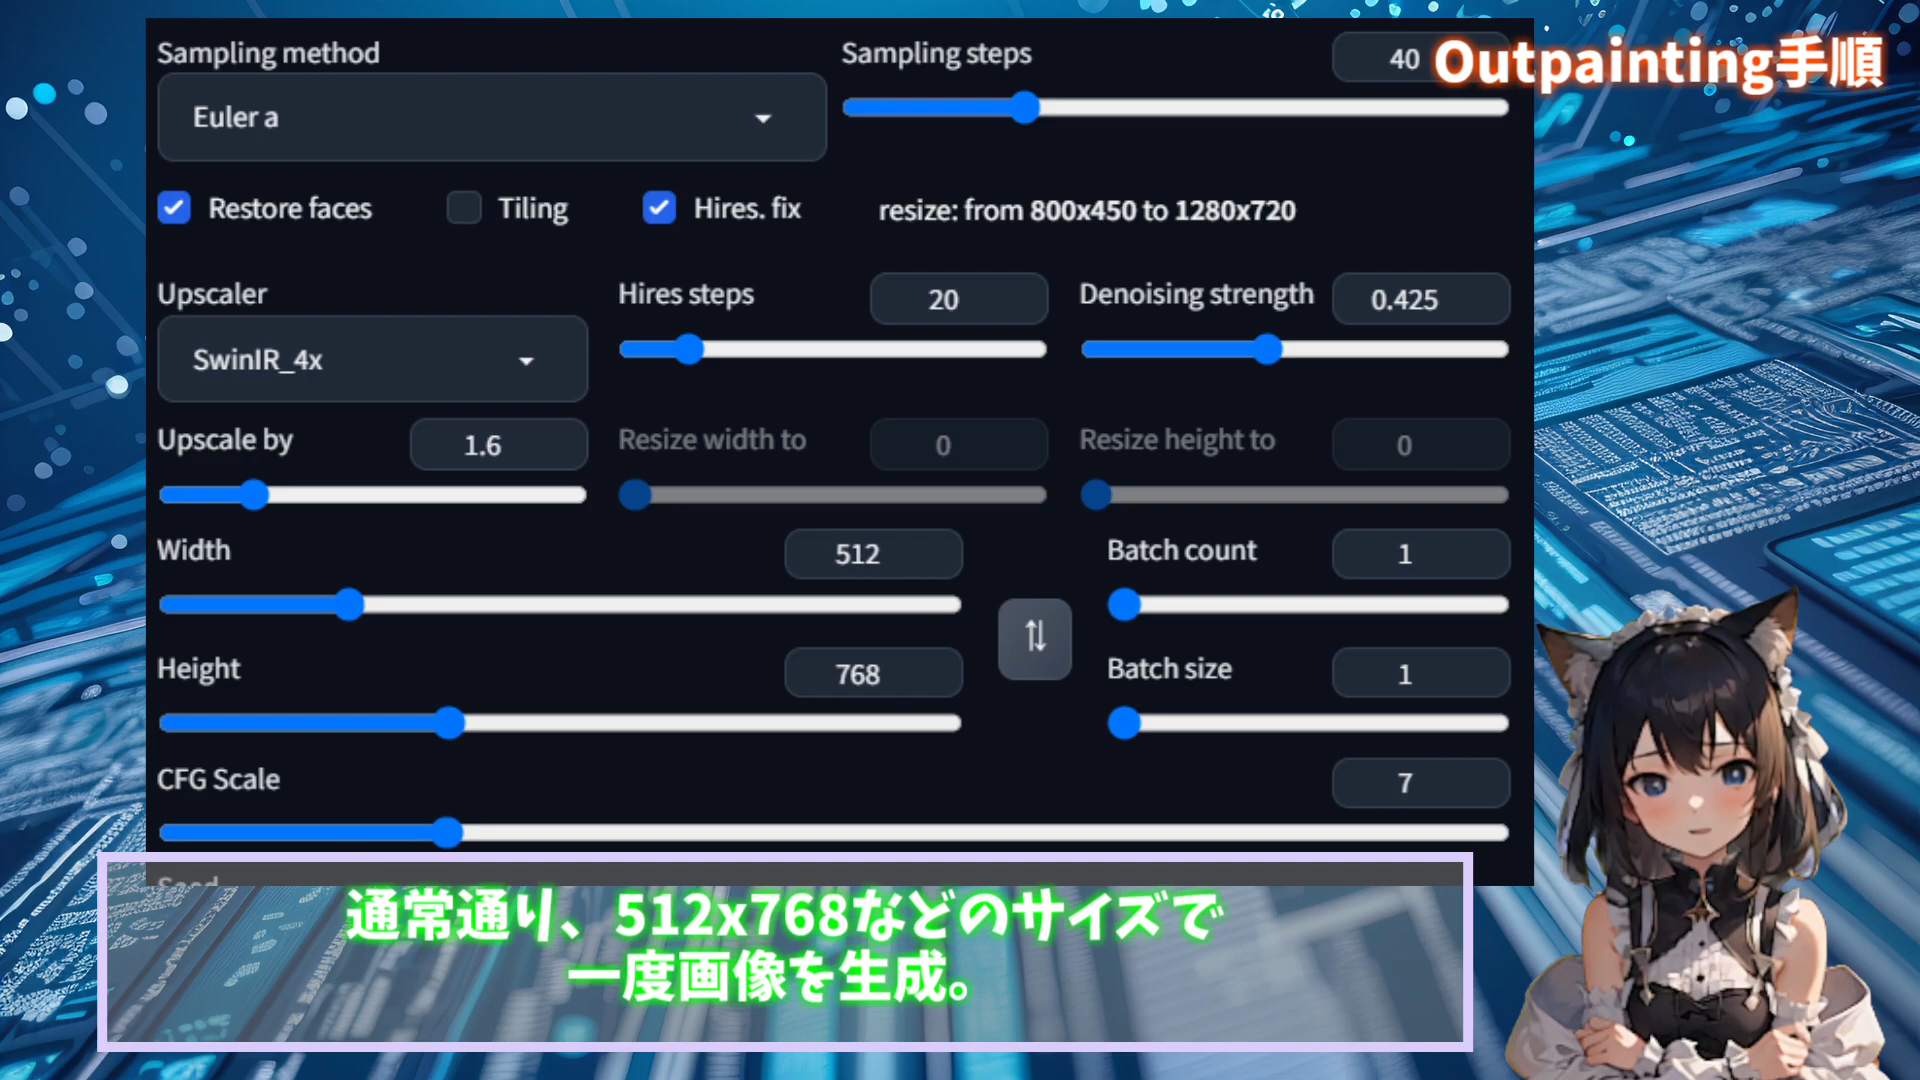 Outpainting手順
Sampling method
Euler a
Sampling steps
40
Restore faces
Tiling
Hires. fix
resize: from 800x450 to 1280x720
Upscaler
SwinIR_4x
Hires steps
20
Denoising strength
0.425
Upscale by
1.6
Resize width to
0
Resize height to
0
Width
512
Batch count
1
Height
768
Batch size
1
CFG Scale
7
通常通り、512x768などのサイズで
一度画像を生成。